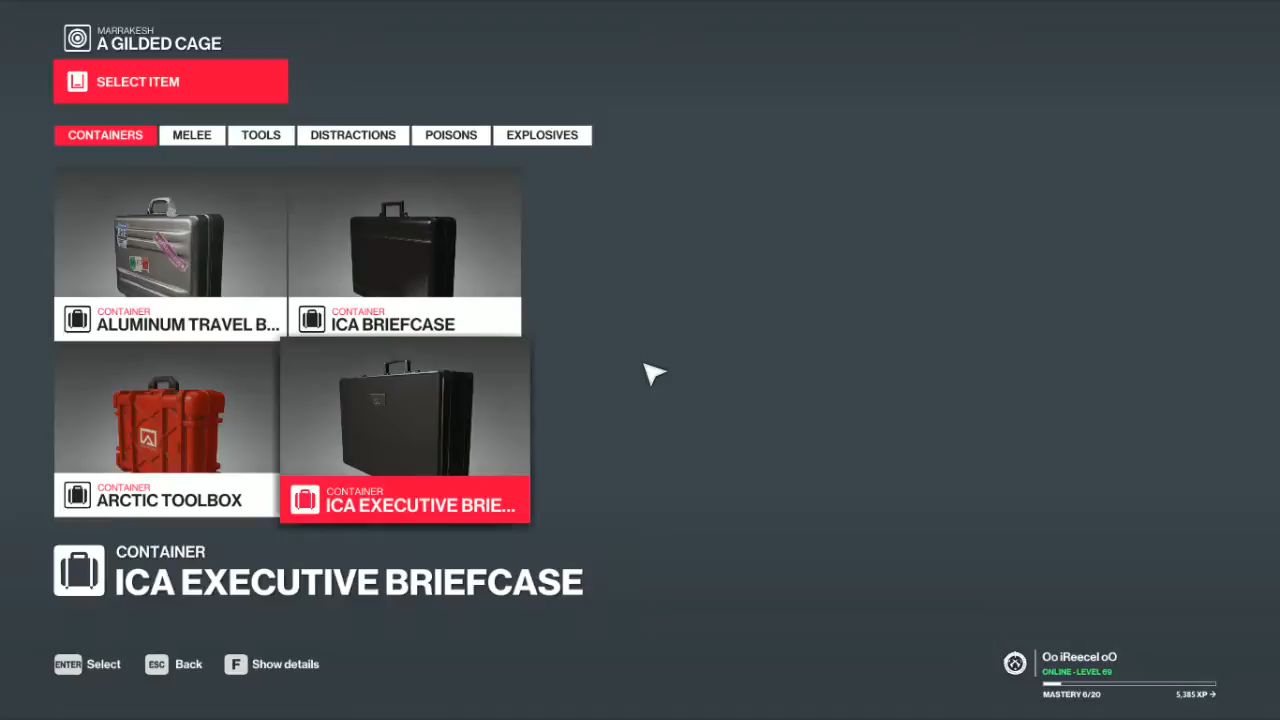 MARRAKESH
A GILDED CAGE
SELECT ITEM
CONTAINERS MELEE TOOLS DISTRACTIONS POISONS EXPLOSIVES
CONTAINER
ALUMINUM TRAVEL B...
CONTAINER
ICA BRIEFCASE
CONTAINER
ARCTIC TOOLBOX
CONTAINER
ICA EXECUTIVE BRIE...
CONTAINER
ICA EXECUTIVE BRIEFCASE
ENTER Select ESC Back F Show details
Oo iReecel oO
ONLINE - LEVEL 69
MASTERY 6/20 5,385 XP →